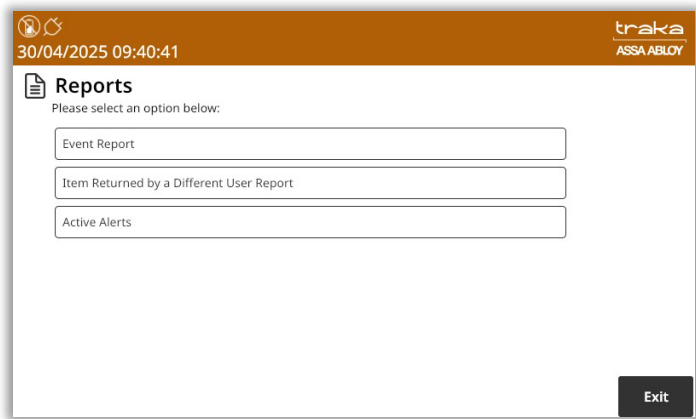 traka
30/04/2025 09:40:41
ASSA ABLOY
Reports
Please select an option below:
Event Report
Item Returned by a Different User Report
Active Alerts
Exit